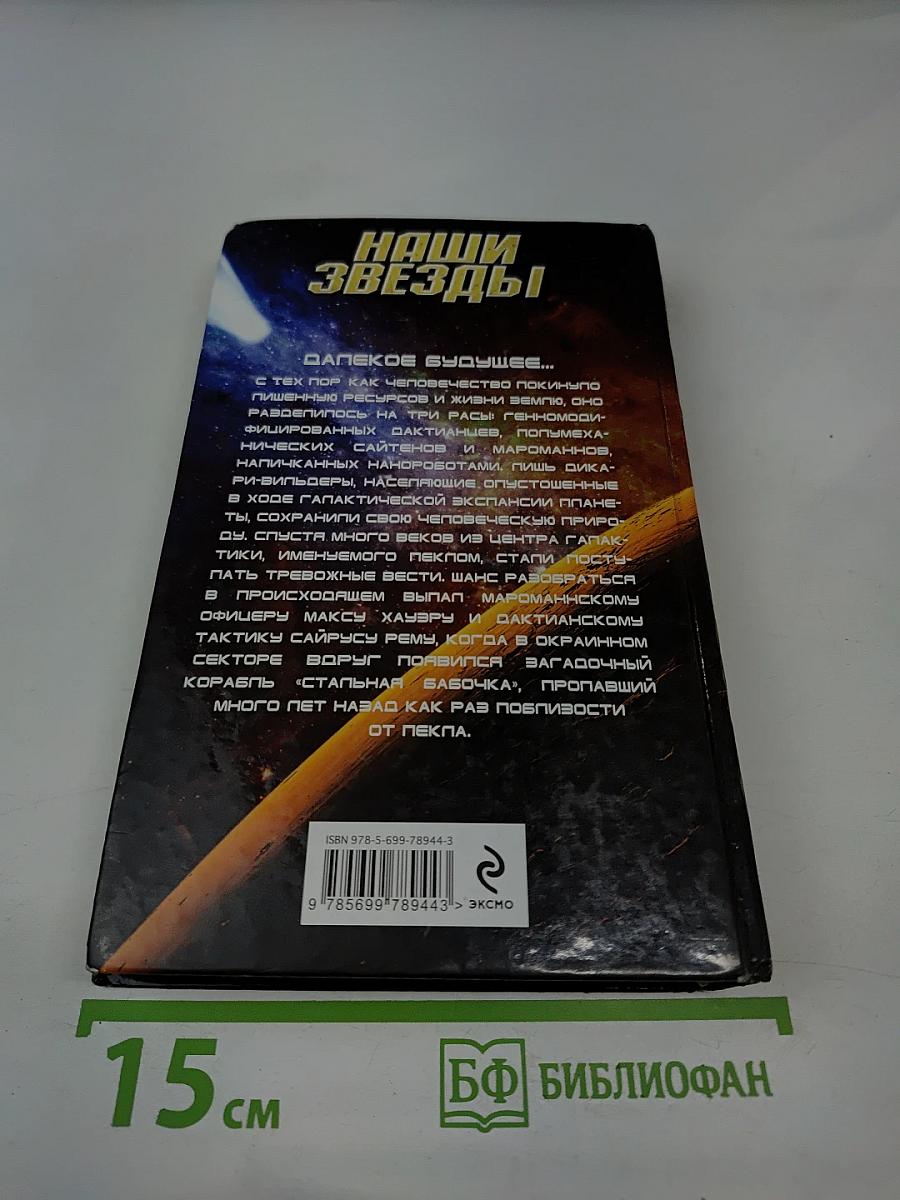 НАШИ
ЗВЕЗДЫ
ДАЛЕКОЕ БУДУЩЕЕ...
С ТЕХ ПОР КАК ЧЕЛОВЕЧЕСТВО ПОКИНУЛО
ЛИШЕННУЮ РЕСУРСОВ И ЖИЗНИ ЗЕМЛЮ, ОНО
РАЗДЕЛИЛОСЬ НА ТРИ РАСЫ: ГЕННОМОДИ-
ФИЦИРОВАННЫХ ДАКТИАНЦЕВ, ПОЛУМЕХА-
НИЧЕСКИХ САЙТЕНОВ И МАРОМАННОВ,
НАПИЧКАННЫХ НАНОРОБОТАМИ. ЛИШЬ ДИКА-
РИ-ВИЛЬДЕРЫ, НАСЕЛЯЮЩИЕ ОПУСТОШЕННЫЕ
В ХОДЕ ГАЛАКТИЧЕСКОЙ ЭКСПАНСИИ ПЛАНЕ-
ТЫ, СОХРАНИЛИ СВОЮ ЧЕЛОВЕЧЕСКУЮ ПРИРО-
ДУ. СПУСТЯ МНОГО ВЕКОВ ИЗ ЦЕНТРА ГАЛАК-
ТИКИ, ИМЕНУЕМОГО ПЕКЛОМ, СТАЛИ ПОСТУ-
ПАТЬ ТРЕВОЖНЫЕ ВЕСТИ. ШАНС РАЗОБРАТЬСЯ
В ПРОИСХОДЯЩЕМ ВЫПАЛ МАРОМАННСКОМУ
ОФИЦЕРУ МАКСУ ХАУЭРУ И ДАКТИАНСКОМУ
ТАКТИКУ САЙРУСУ РЕМУ, КОГДА В ОКРАИННОМ
СЕКТОРЕ ВДРУГ ПОЯВИЛСЯ ЗАГАДОЧНЫЙ
КОРАБЛЬ «СТАЛЬНАЯ БАБОЧКА», ПРОПАВШИЙ
МНОГО ЛЕТ НАЗАД КАК РАЗ ПОБЛИЗОСТИ
ОТ ПЕКЛА.
ISBN 978-5-699-78944-3
9 785699 789443 >
ЭКСМО
15 см
БФ БИБЛИОФАН